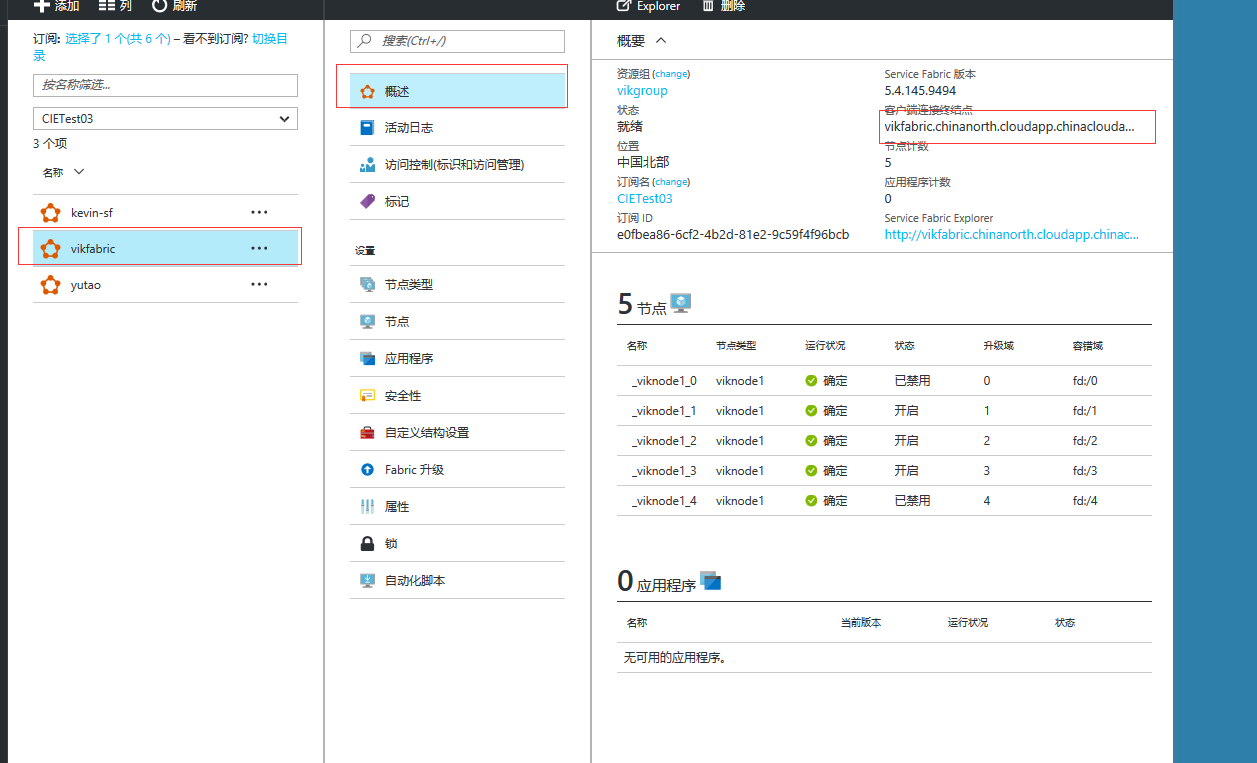 添加 列 刷新
订阅: 选择了 1 个(共 6 个) – 看不到订阅? 切换目
录
按名称筛选...
CIETest03
3 个项
名称
kevin-sf
vikfabric
yutao
搜索(Ctrl+/)
概述
活动日志
访问控制(标识和访问管理)
标记
设置
节点类型
节点
应用程序
安全性
自定义结构设置
Fabric 升级
属性
锁
自动化脚本
Explorer 删除
概要
资源组 (change)
vikgroup
状态
就绪
位置
中国北部
订阅名 (change)
CIETest03
订阅 ID
e0fbea86-6cf2-4b2d-81e2-9c59f4f96bcb
Service Fabric 版本
5.4.145.9494
客户端连接终结点
vikfabric.chinanorth.cloudapp.chinaclouda...
节点计数
5
应用程序计数
0
Service Fabric Explorer
http://vikfabric.chinanorth.cloudapp.chinac...
5 节点
名称 节点类型 运行状况 状态 升级域 容错域
_viknode1_0 viknode1 确定 已禁用 0 fd:/0
_viknode1_1 viknode1 确定 开启 1 fd:/1
_viknode1_2 viknode1 确定 开启 2 fd:/2
_viknode1_3 viknode1 确定 开启 3 fd:/3
_viknode1_4 viknode1 确定 已禁用 4 fd:/4
0 应用程序
名称 当前版本 运行状况 状态
无可用的应用程序。